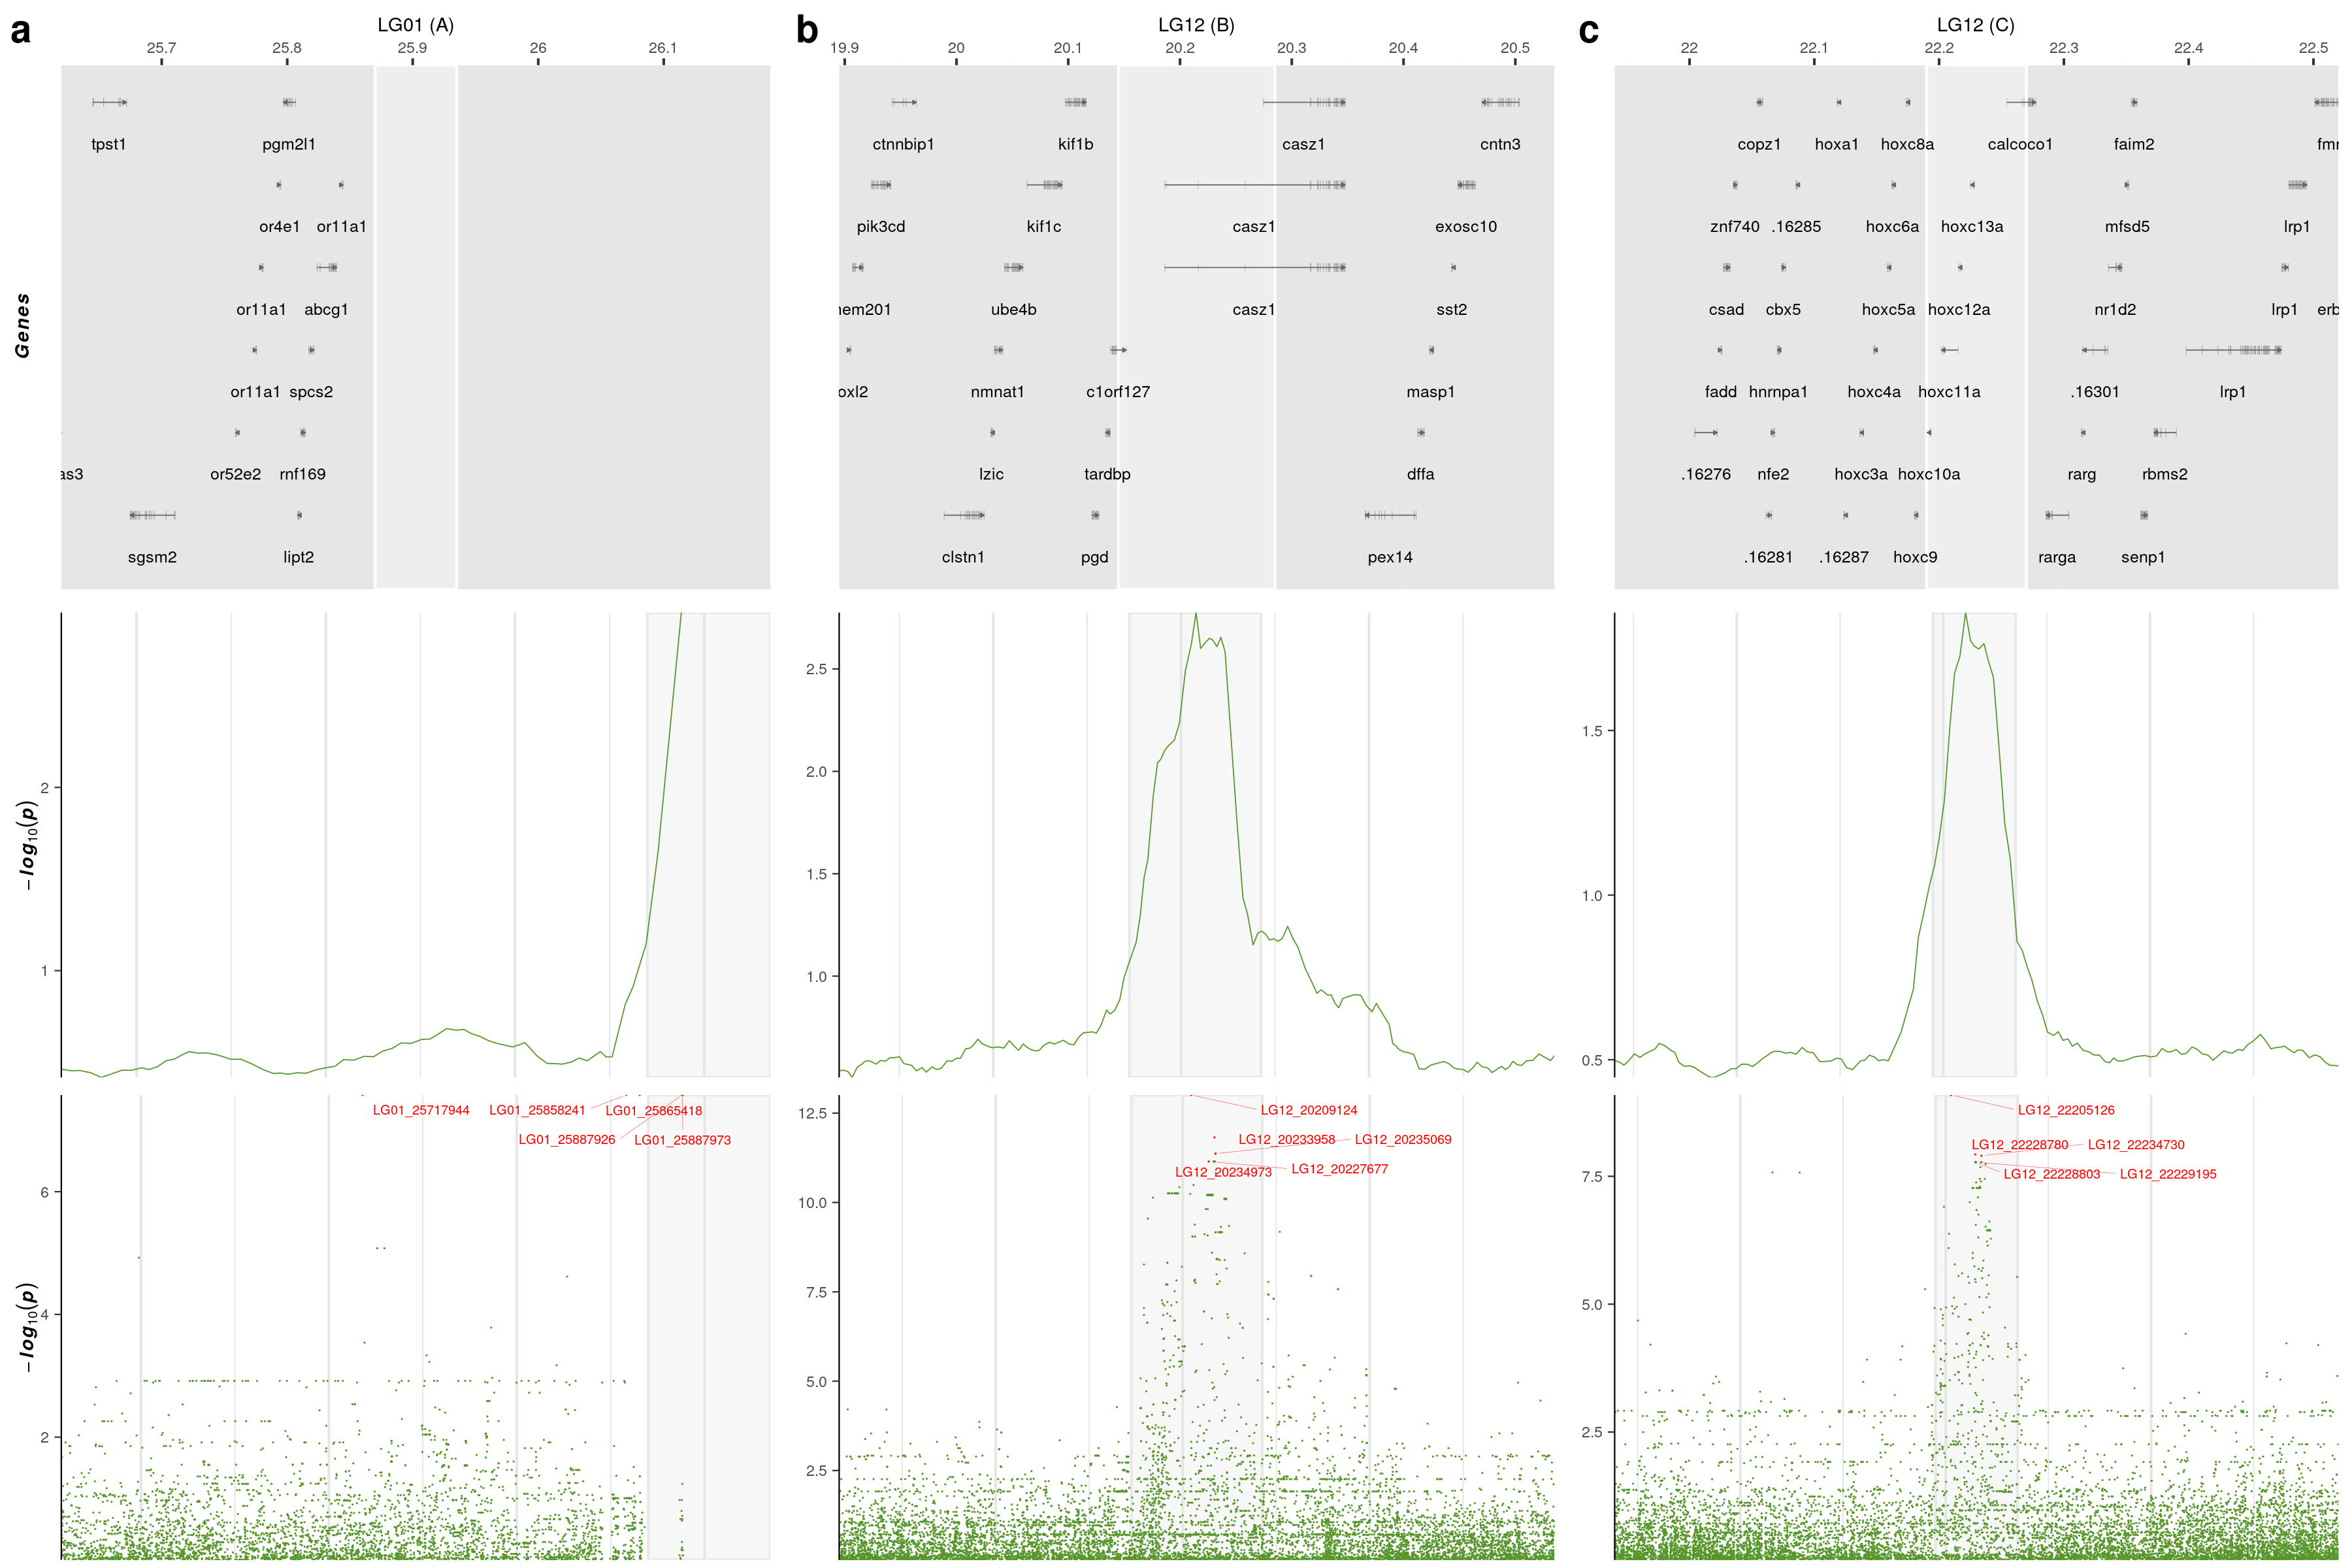 a LG01 (A)
25.7 25.8 25.9 26 26.1
tpst1 pgm2l1
or4e1 or11a1
or11a1 abcg1
or11a1 spcs2
as3 or52e2 rnf169
sgsm2 lipt2
Genes
b LG12 (B)
19.9 20 20.1 20.2 20.3 20.4 20.5
ctnnbip1 kif1b casz1 cntn3
pik3cd kif1c casz1 exosc10
nem201 ube4b casz1 sst2
oxl2 nmnat1 c1orf127 masp1
lzic tardbp dffa
clstn1 pgd pex14
c LG12 (C)
22 22.1 22.2 22.3 22.4 22.5
copz1 hoxa1 hoxc8a calcoco1 faim2 fmr
znf740 .16285 hoxc6a hoxc13a mfsd5 lrp1
csad cbx5 hoxc5a hoxc12a nr1d2 lrp1 erb
fadd hnrnpa1 hoxc4a hoxc11a .16301 lrp1
.16276 nfe2 hoxc3a hoxc10a rarg rbms2
.16281 .16287 hoxc9 rarga senp1
−log10(p)
2
1
2.5
2.0
1.5
1.0
1.5
1.0
0.5
−log10(p)
6
4
2
LG01_25717944 LG01_25858241 LG01_25865418
LG01_25887926 LG01_25887973
12.5
10.0
7.5
5.0
2.5
LG12_20209124
LG12_20233958 LG12_20235069
LG12_20234973 LG12_20227677
7.5
5.0
2.5
LG12_22205126
LG12_22228780 LG12_22234730
LG12_22228803 LG12_22229195